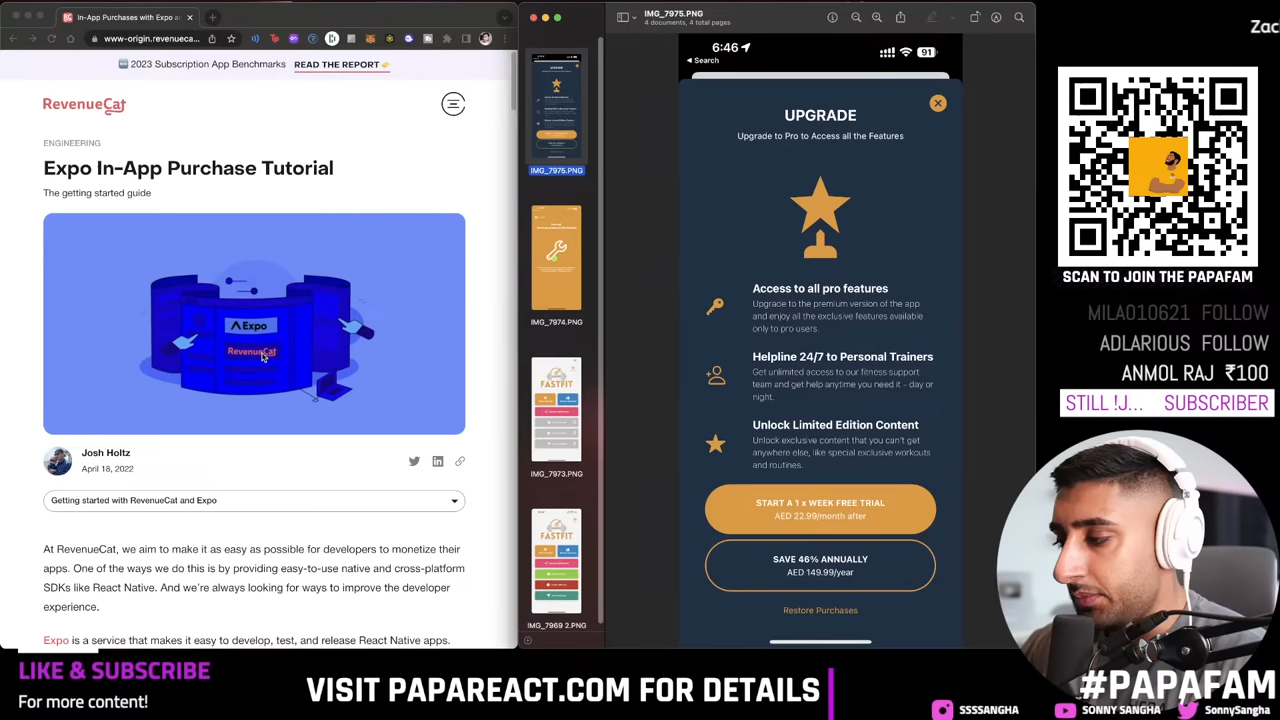 In-App Purchases with Expo a
www-origin.revenueca...
2023 Subscription App Benchmarks READ THE REPORT
RevenueCat
ENGINEERING
Expo In-App Purchase Tutorial
The getting started guide
Expo
RevenueCat
Josh Holtz
April 18, 2022
Getting started with RevenueCat and Expo
At RevenueCat, we aim to make it as easy as possible for developers to monetize their
apps. One of the ways we do this is by providing easy-to-use native and cross-platform
SDKs like React Native. And we're always looking for ways to improve the developer
experience.
Expo is a service that makes it easy to develop, test, and release React Native apps.
IMG_7975.PNG
4 documents, 4 total pages
IMG_7975.PNG
IMG_7974.PNG
FASTFIT
IMG_7973.PNG
FASTFIT
IMG_7969 2.PNG
6:46
91
Search
UPGRADE
Upgrade to Pro to Access all the Features
Access to all pro features
Upgrade to the premium version of the app
and enjoy all the exclusive features available
only to pro users.
Helpline 24/7 to Personal Trainers
Get unlimited access to our fitness support
team and get help anytime you need it - day or
night.
Unlock Limited Edition Content
Unlock exclusive content that you can't get
anywhere else, like special exclusive workouts
and routines.
START A 1 x WEEK FREE TRIAL
AED 22.99/month after
SAVE 46% ANNUALLY
AED 149.99/year
Restore Purchases
Zac
SCAN TO JOIN THE PAPAFAM
MILA010621 FOLLOW
ADLARIOUS FOLLOW
ANMOL RAJ ₹100
STILL !J... SUBSCRIBER
LIKE & SUBSCRIBE
For more content!
VISIT PAPAREACT.COM FOR DETAILS
#PAPAFAM
SSSSANGHA
SONNY SANGHA
SonnySangha